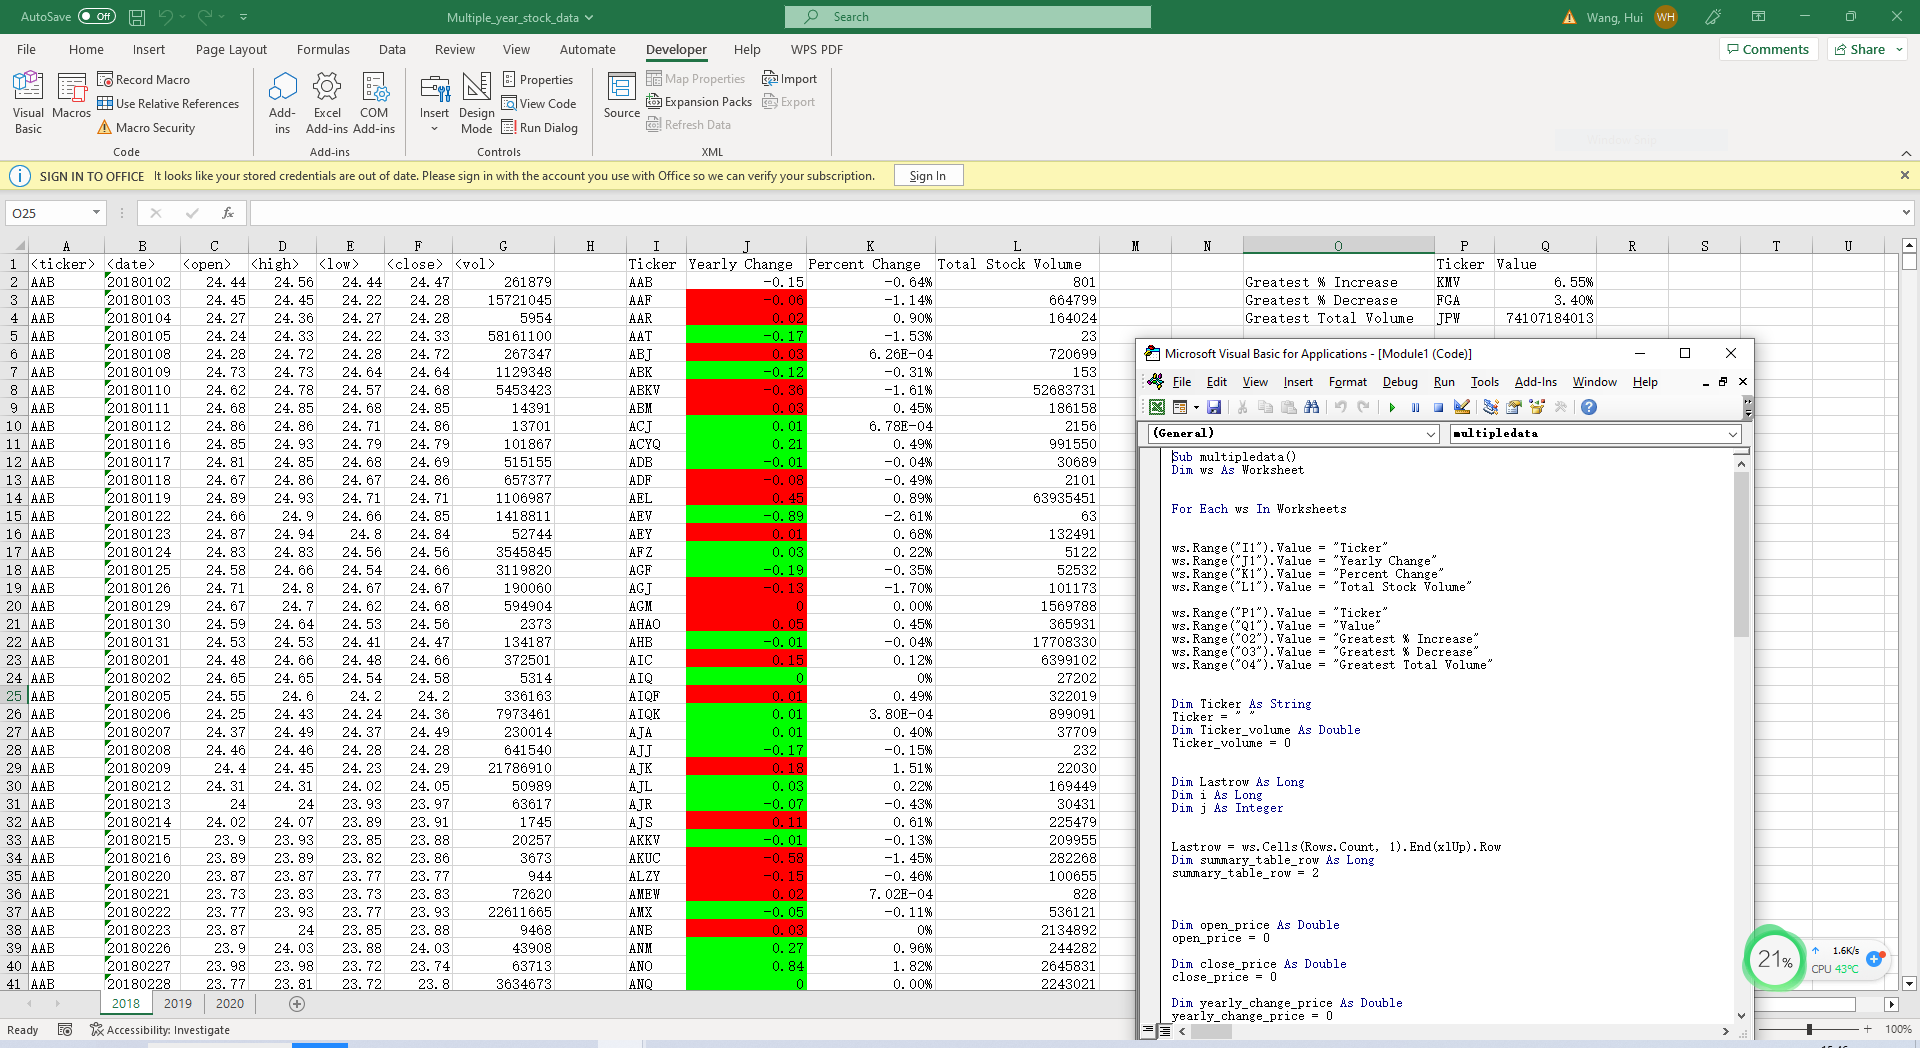 AutoSave Off Multiple_year_stock_data Search Wang, Hui WH
File Home Insert Page Layout Formulas Data Review View Automate Developer Help WPS PDF Comments Share
Visual Basic
Macros
Record Macro
Use Relative References
Macro Security
Code
Add-ins
Excel Add-ins
COM Add-ins
Add-ins
Insert
Design Mode
Properties
View Code
Run Dialog
Controls
Source
Map Properties
Expansion Packs
Refresh Data
Import
Export
XML
SIGN IN TO OFFICE It looks like your stored credentials are out of date. Please sign in with the account you use with Office so we can verify your subscription. Sign In
O25 fx
A B C D E F G H I J K L M N O P Q R S T U
1 <ticker> <date> <open> <high> <low> <close> <vol> Ticker Yearly Change Percent Change Total Stock Volume Ticker Value
2 AAB 20180102 24.44 24.56 24.44 24.47 261879 AAB -0.15 -0.64% 801 Greatest % Increase KMV 6.55%
3 AAB 20180103 24.45 24.45 24.22 24.28 15721045 AAF -0.06 -1.14% 664799 Greatest % Decrease FGA 3.40%
4 AAB 20180104 24.27 24.36 24.27 24.28 5954 AAR 0.02 0.90% 164024 Greatest Total Volume JPW 74107184013
5 AAB 20180105 24.24 24.33 24.22 24.33 58161100 AAT -0.17 -1.53% 23
6 AAB 20180108 24.28 24.72 24.28 24.72 267347 ABJ 0.03 6.26E-04 720699
7 AAB 20180109 24.73 24.73 24.64 24.64 1129348 ABK -0.12 -0.31% 153
8 AAB 20180110 24.62 24.78 24.57 24.68 5453423 ABKV -0.36 -1.61% 52683731
9 AAB 20180111 24.68 24.85 24.68 24.85 14391 ABM 0.03 0.45% 186158
10 AAB 20180112 24.86 24.86 24.71 24.86 13701 ACJ 0.01 6.78E-04 2156
11 AAB 20180116 24.85 24.93 24.79 24.79 101867 ACYQ 0.21 0.49% 991550
12 AAB 20180117 24.81 24.85 24.68 24.69 515155 ADB -0.01 -0.04% 30689
13 AAB 20180118 24.67 24.86 24.67 24.86 657377 ADF -0.08 -0.49% 2101
14 AAB 20180119 24.89 24.93 24.71 24.71 1106987 AEL 0.45 0.89% 63935451
15 AAB 20180122 24.66 24.9 24.66 24.85 1418811 AEV -0.89 -2.61% 63
16 AAB 20180123 24.87 24.94 24.8 24.84 52744 AEY 0.01 0.68% 132491
17 AAB 20180124 24.83 24.83 24.56 24.56 3545845 AFZ 0.03 0.22% 5122
18 AAB 20180125 24.58 24.66 24.54 24.66 3119820 AGF -0.19 -0.35% 52532
19 AAB 20180126 24.71 24.8 24.67 24.67 190060 AGJ -0.13 -1.70% 101173
20 AAB 20180129 24.67 24.7 24.62 24.68 594904 AGM 0 0.00% 1569788
21 AAB 20180130 24.59 24.64 24.53 24.56 2373 AHAO 0.05 0.45% 365931
22 AAB 20180131 24.53 24.53 24.41 24.47 134187 AHB -0.01 -0.04% 17708330
23 AAB 20180201 24.48 24.66 24.48 24.66 372501 AIC 0.15 0.12% 6399102
24 AAB 20180202 24.65 24.65 24.54 24.58 5314 AIQ 0 0% 27202
25 AAB 20180205 24.55 24.6 24.2 24.2 336163 AIQF 0.01 0.49% 322019
26 AAB 20180206 24.25 24.43 24.24 24.36 7973461 AIQK 0.01 3.80E-04 899091
27 AAB 20180207 24.37 24.49 24.37 24.49 230014 AJA 0.01 0.40% 37709
28 AAB 20180208 24.46 24.46 24.28 24.28 641540 AJJ -0.17 -0.15% 232
29 AAB 20180209 24.4 24.45 24.23 24.29 21786910 AJK 0.18 1.51% 22030
30 AAB 20180212 24.31 24.31 24.02 24.05 50989 AJL 0.03 0.22% 169449
31 AAB 20180213 24 24 23.93 23.97 63617 AJR -0.07 -0.43% 30431
32 AAB 20180214 24.02 24.07 23.89 23.91 1745 AJS 0.11 0.61% 225479
33 AAB 20180215 23.9 23.93 23.85 23.88 20257 AKKV -0.01 -0.13% 209955
34 AAB 20180216 23.89 23.89 23.82 23.86 3673 AKUC -0.58 -1.45% 282268
35 AAB 20180220 23.87 23.87 23.77 23.77 944 ALZY -0.15 -0.46% 100655
36 AAB 20180221 23.73 23.83 23.73 23.83 72620 AMEW 0.02 7.02E-04 828
37 AAB 20180222 23.77 23.93 23.77 23.93 22611665 AMX -0.05 -0.11% 536121
38 AAB 20180223 23.87 24 23.85 23.88 9468 ANB 0.03 0% 2134892
39 AAB 20180226 23.9 24.03 23.88 24.03 43908 ANM 0.27 0.96% 244282
40 AAB 20180227 23.98 23.98 23.72 23.74 63713 ANO 0.84 1.82% 2645831
41 AAB 20180228 23.77 23.81 23.72 23.8 3634673 ANQ 0 0.00% 2243021
Microsoft Visual Basic for Applications - [Module1 (Code)]
File Edit View Insert Format Debug Run Tools Add-Ins Window Help
(General) multipledata
Sub multipledata()
Dim ws As Worksheet
For Each ws In Worksheets
ws.Range("I1").Value = "Ticker"
ws.Range("J1").Value = "Yearly Change"
ws.Range("K1").Value = "Percent Change"
ws.Range("L1").Value = "Total Stock Volume"
ws.Range("P1").Value = "Ticker"
ws.Range("Q1").Value = "Value"
ws.Range("O2").Value = "Greatest % Increase"
ws.Range("O3").Value = "Greatest % Decrease"
ws.Range("O4").Value = "Greatest Total Volume"
Dim Ticker As String
Ticker = " "
Dim Ticker_volume As Double
Ticker_volume = 0
Dim Lastrow As Long
Dim i As Long
Dim j As Integer
Lastrow = ws.Cells(Rows.Count, 1).End(xlUp).Row
Dim summary_table_row As Long
summary_table_row = 2
Dim open_price As Double
open_price = 0
Dim close_price As Double
close_price = 0
Dim yearly_change_price As Double
yearly_change_price = 0
21% 1.6K/s
CPU 43°C
2018 2019 2020
Ready Accessibility: Investigate 100%